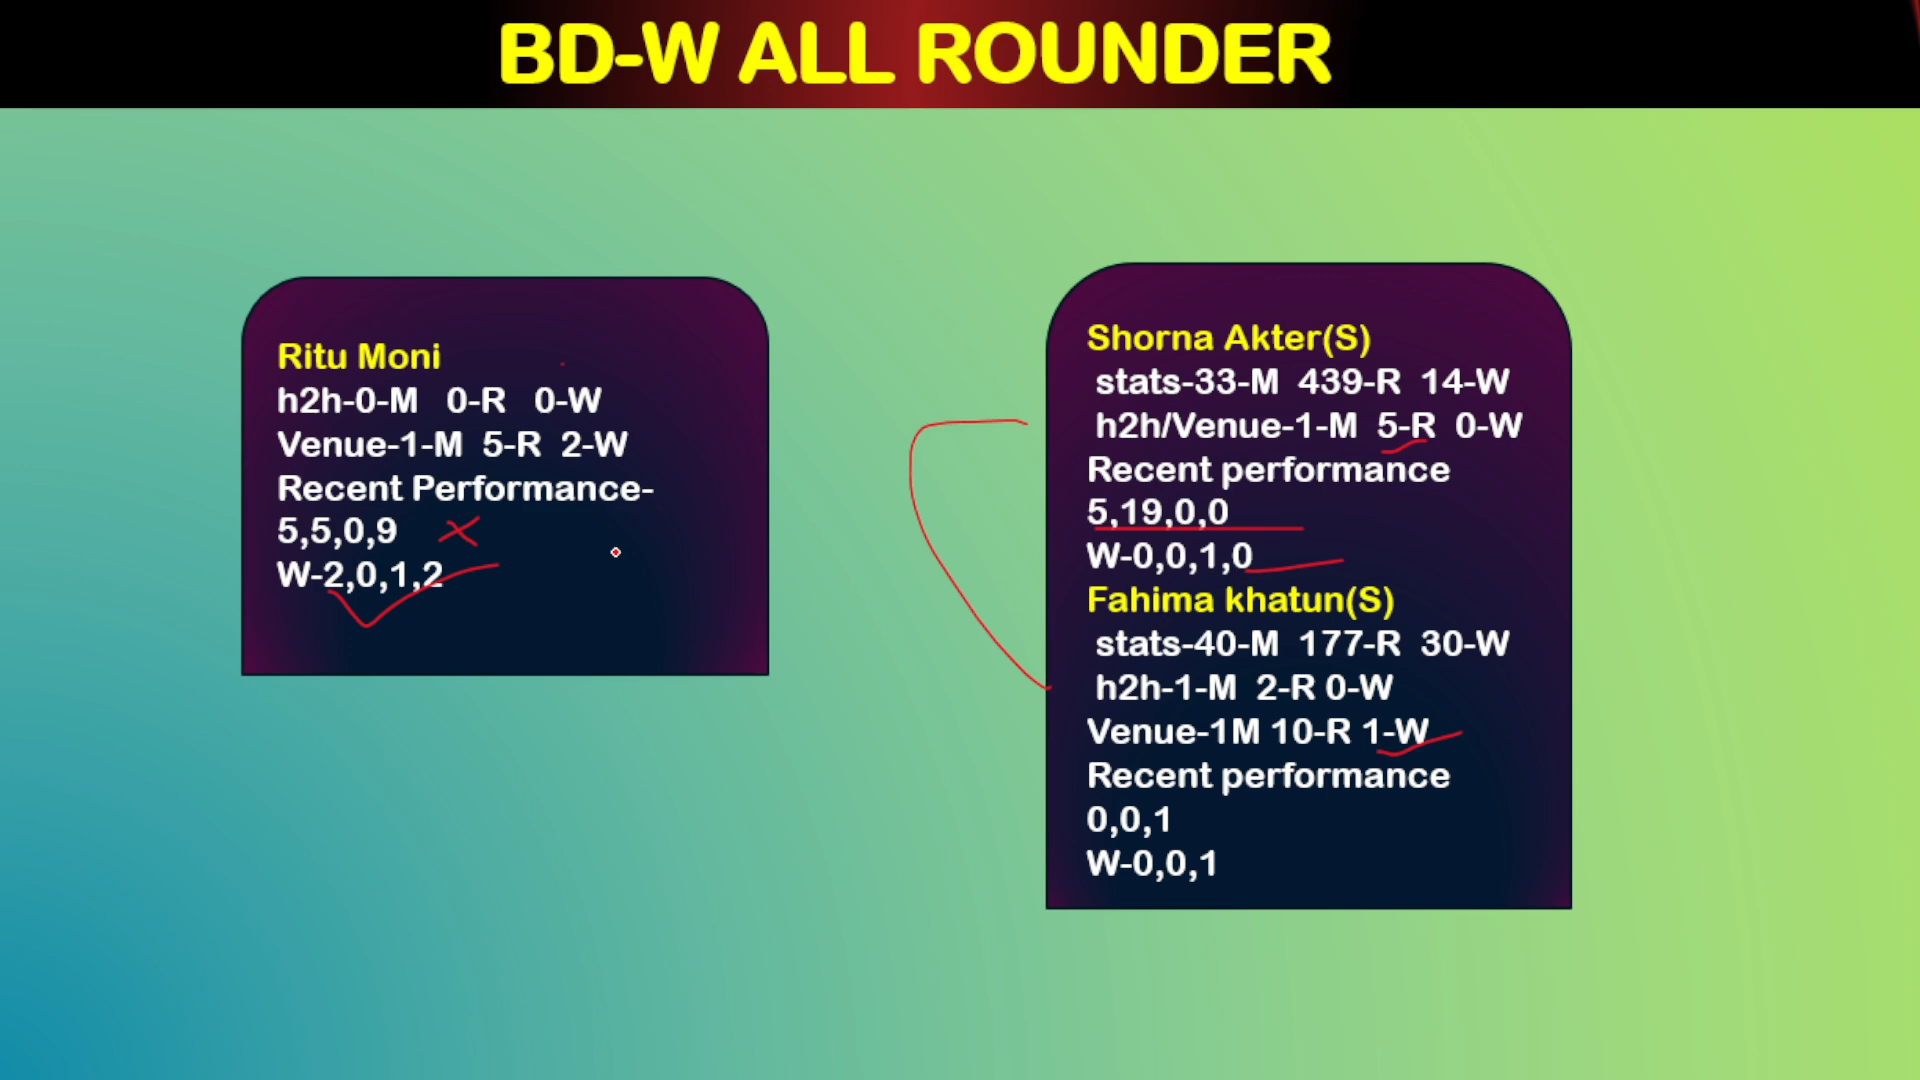 BD-W ALL ROUNDER
Ritu Moni
h2h-0-M 0-R 0-W
Venue-1-M 5-R 2-W
Recent Performance-
5,5,0,9
W-2,0,1,2
Shorna Akter(S)
stats-33-M 439-R 14-W
h2h/Venue-1-M 5-R 0-W
Recent performance
5,19,0,0
W-0,0,1,0
Fahima khatun(S)
stats-40-M 177-R 30-W
h2h-1-M 2-R 0-W
Venue-1M 10-R 1-W
Recent performance
0,0,1
W-0,0,1